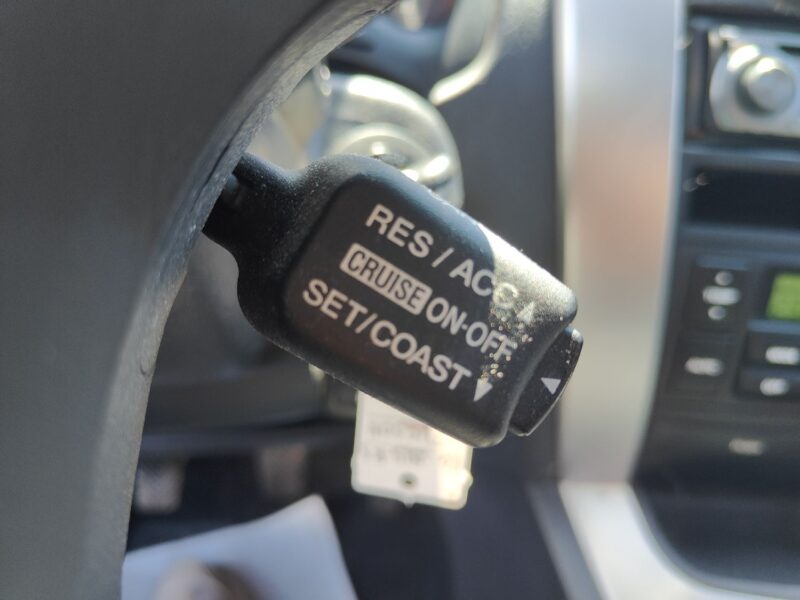 RES / ACC
CRUISE ON-OFF
SET/COAST